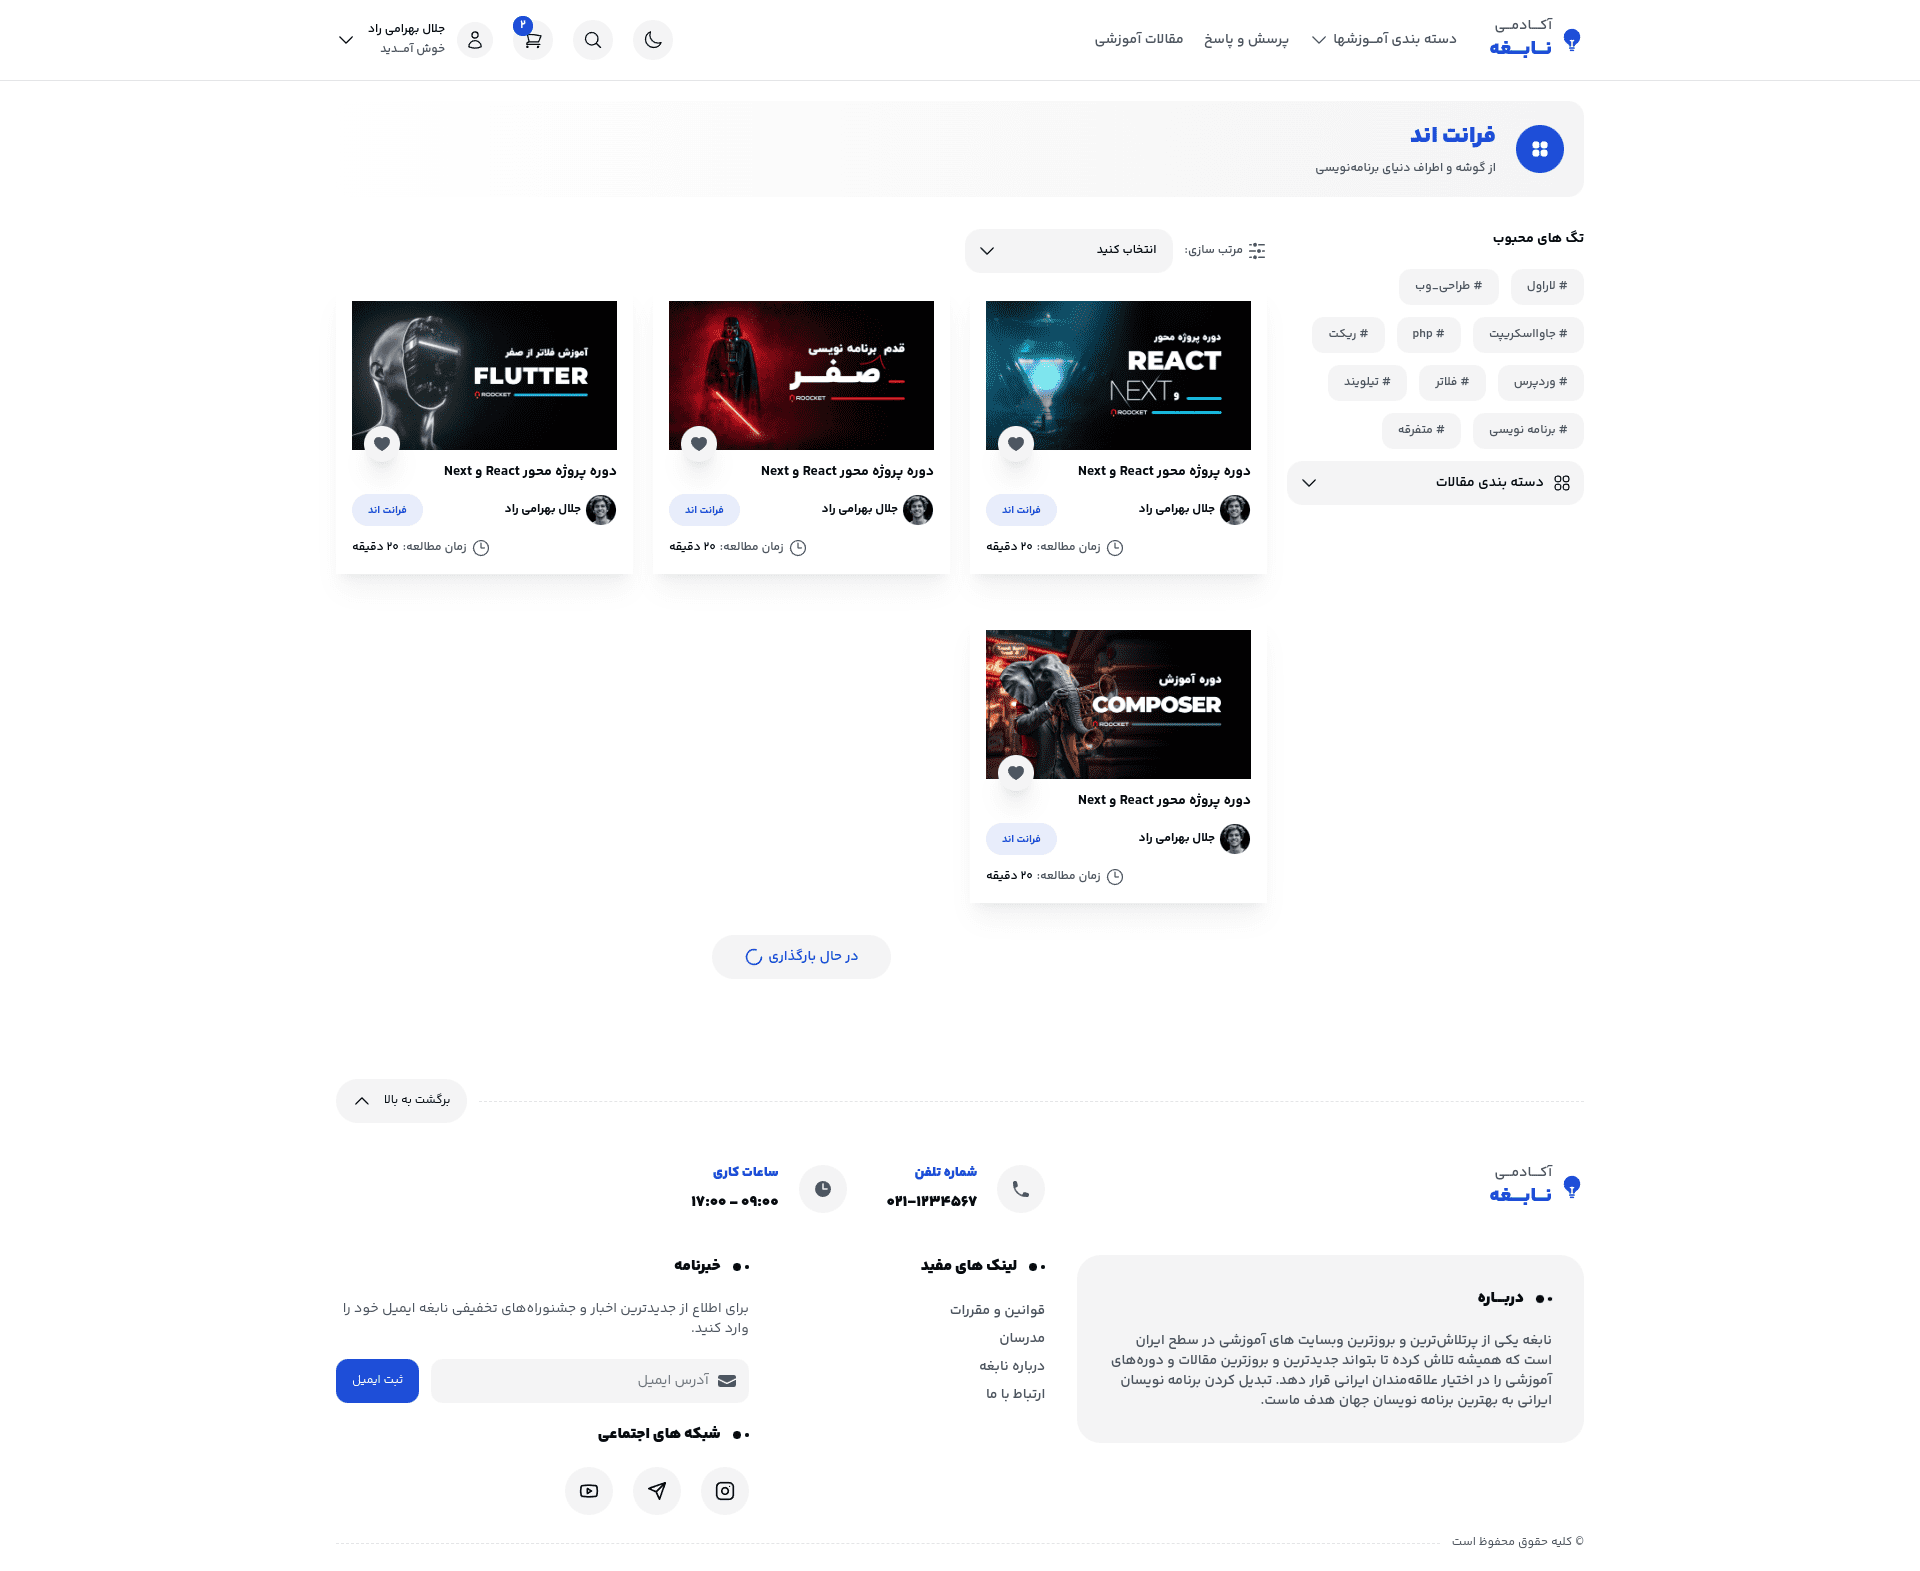 آکـــادمـــی
نـــابـــغه
دسته بندی آمـــوزشها
پرسش و پاسخ
مقالات آموزشی
۲
جلال بهرامی راد
خوش آمـــدید
فرانت اند
از گوشه و اطراف دنیای برنامه‌نویسی
تگ های محبوب
# لاراول
# طراحی_وب
# جاوااسکریپت
# php
# ریکت
# وردپرس
# فلاتر
# تیلویند
# برنامه نویسی
# متفرقه
دسته بندی مقالات
مرتب سازی:
انتخاب کنید
دوره پروژه محور
REACT
و NEXT
ROOCKET
دوره پروژه محور React و Next
جلال بهرامی راد
فرانت اند
زمان مطالعه: ۲۰ دقیقه
قدم برنامه نویسی
صـفـــر
ROOCKET
دوره پروژه محور React و Next
جلال بهرامی راد
فرانت اند
زمان مطالعه: ۲۰ دقیقه
آموزش فلاتر از صفر
FLUTTER
ROOCKET
دوره پروژه محور React و Next
جلال بهرامی راد
فرانت اند
زمان مطالعه: ۲۰ دقیقه
دوره آموزش
COMPOSER
ROOCKET
دوره پروژه محور React و Next
جلال بهرامی راد
فرانت اند
زمان مطالعه: ۲۰ دقیقه
در حال بارگذاری
برگشت به بالا
آکـــادمـــی
نـــابـــغه
شماره تلفن
۰۲۱-۱۲۳۴۵۶۷
ساعات کاری
۰۹:۰۰ - ۱۷:۰۰
دربـــاره
نابغه یکی از پرتلاش‌ترین و بروزترین وبسایت های آموزشی در سطح ایران
است که همیشه تلاش کرده تا بتواند جدیدترین و بروزترین مقالات و دوره‌های
آموزشی را در اختیار علاقه‌مندان ایرانی قرار دهد. تبدیل کردن برنامه نویسان
ایرانی به بهترین برنامه نویسان جهان هدف ماست.
لینک های مفید
قوانین و مقررات
مدرسان
درباره نابغه
ارتباط با ما
خبرنامه
برای اطلاع از جدیدترین اخبار و جشنوراه‌های تخفیفی نابغه ایمیل خود را
وارد کنید.
آدرس ایمیل
ثبت ایمیل
شبکه های اجتماعی
© کلیه حقوق محفوظ است